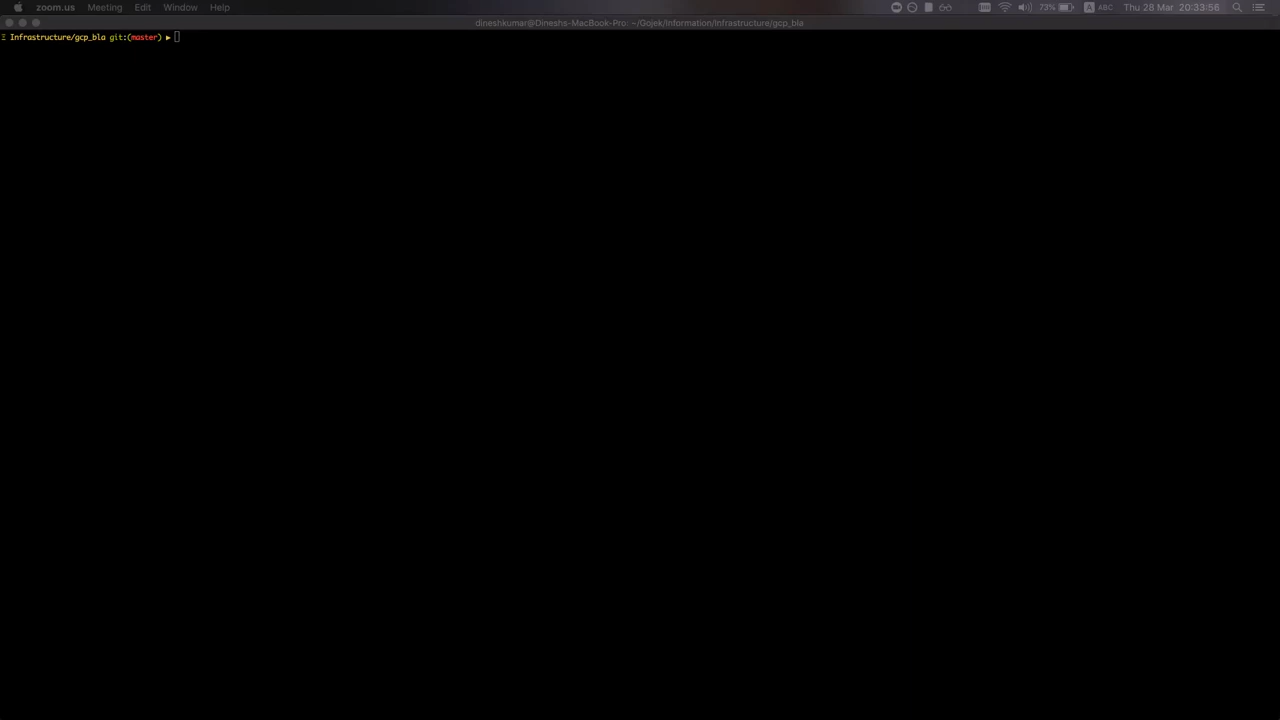 zoom.us Meeting Edit Window Help 73% A ABC Thu 28 Mar 20:33:56
dineshkumar@Dineshs-MacBook-Pro: ~/Gojek/Information/Infrastructure/gcp_bla
Ξ Infrastructure/gcp_bla git:(master) ▶